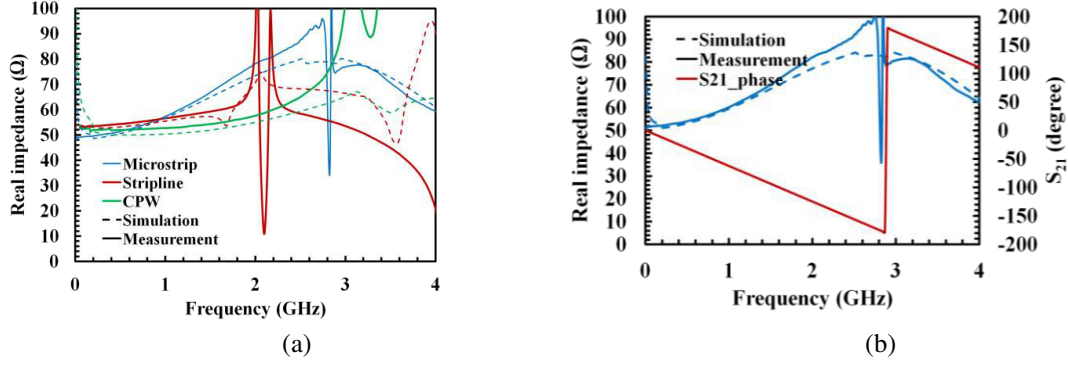 100
90
80
70
60
50
40
30
20
10
0
Real impedance (Ω)
Microstrip
Stripline
CPW
Simulation
Measurement
0 1 2 3 4
Frequency (GHz)
(a)
100
90
80
70
60
50
40
30
20
10
0
Real impedance (Ω)
Simulation
Measurement
S21_phase
200
150
100
50
0
-50
-100
-150
-200
S21 (degree)
0 1 2 3 4
Frequency (GHz)
(b)